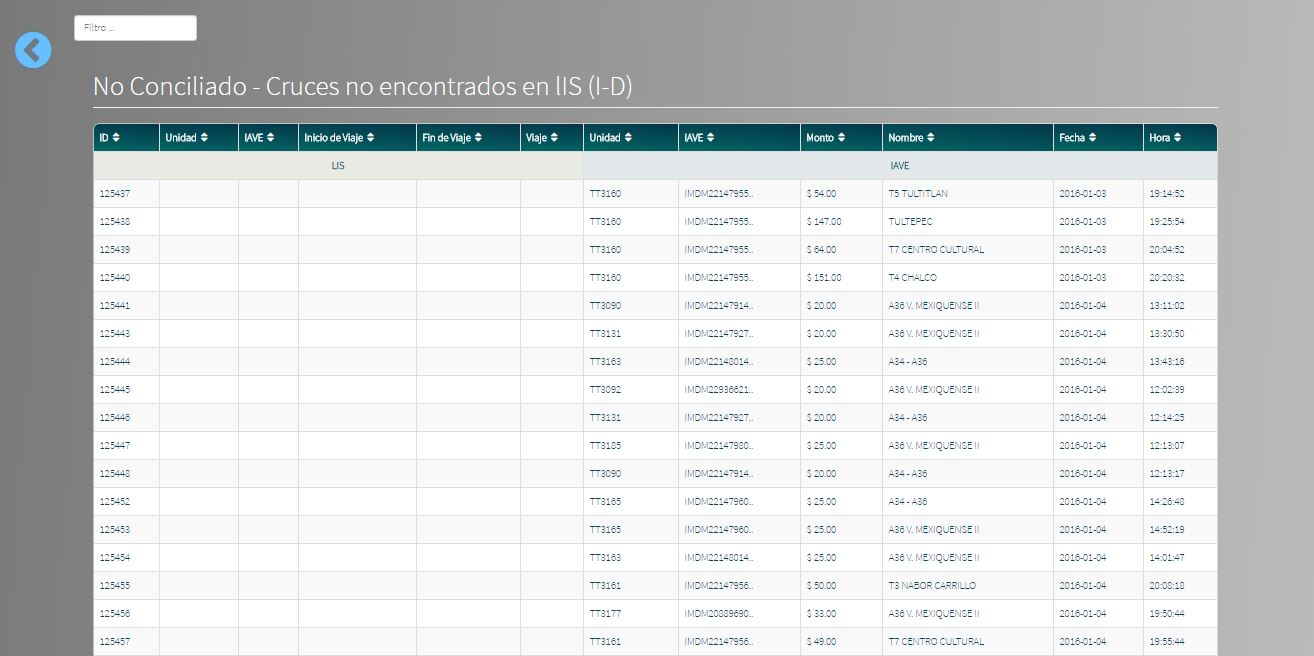 Filtro ...
No Conciliado - Cruces no encontrados en lIS (I-D)
ID Unidad IAVE Inicio de Viaje Fin de Viaje Viaje Unidad IAVE Monto Nombre Fecha Hora
LIS IAVE
125437 TT3160 IMDM22147955.. $ 54.00 T5 TULTITLAN 2016-01-03 19:14:52
125438 TT3160 IMDM22147955.. $ 147.00 TULTEPEC 2016-01-03 19:25:54
125439 TT3160 IMDM22147955.. $ 64.00 T7 CENTRO CULTURAL 2016-01-03 20:04:52
125440 TT3160 IMDM22147955.. $ 151.00 T4 CHALCO 2016-01-03 20:20:32
125441 TT3090 IMDM22147914.. $ 20.00 A36 V. MEXIQUENSE II 2016-01-04 13:11:02
125443 TT3131 IMDM22147927.. $ 20.00 A36 V. MEXIQUENSE II 2016-01-04 13:30:50
125444 TT3163 IMDM22148014.. $ 25.00 A34 - A36 2016-01-04 13:43:16
125445 TT3092 IMDM22936621.. $ 20.00 A36 V. MEXIQUENSE II 2016-01-04 12:02:39
125446 TT3131 IMDM22147927.. $ 20.00 A34 - A36 2016-01-04 12:14:25
125447 TT3185 IMDM22147980.. $ 25.00 A36 V. MEXIQUENSE II 2016-01-04 12:13:07
125448 TT3090 IMDM22147914.. $ 20.00 A34 - A36 2016-01-04 12:13:17
125452 TT3165 IMDM22147960.. $ 25.00 A34 - A36 2016-01-04 14:26:48
125453 TT3165 IMDM22147960.. $ 25.00 A36 V. MEXIQUENSE II 2016-01-04 14:52:19
125454 TT3163 IMDM22148014.. $ 25.00 A36 V. MEXIQUENSE II 2016-01-04 14:01:47
125455 TT3161 IMDM22147956.. $ 50.00 T3 NABOR CARRILLO 2016-01-04 20:08:18
125456 TT3177 IMDM20889690.. $ 33.00 A36 V. MEXIQUENSE II 2016-01-04 19:50:44
125457 TT3161 IMDM22147956.. $ 49.00 T7 CENTRO CULTURAL 2016-01-04 19:55:44